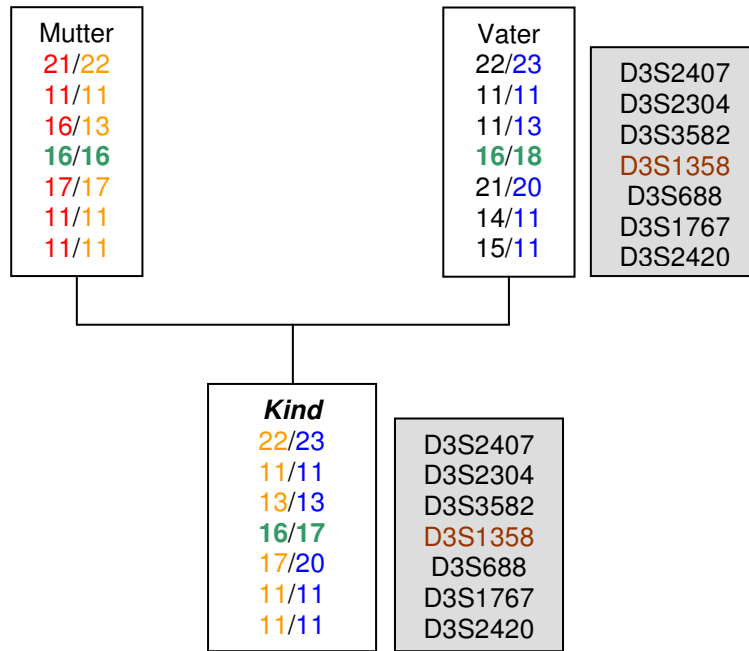 Mutter
21/22
11/11
16/13
16/16
17/17
11/11
11/11
Vater
22/23
11/11
11/13
16/18
21/20
14/11
15/11
D3S2407
D3S2304
D3S3582
D3S1358
D3S688
D3S1767
D3S2420
Kind
22/23
11/11
13/13
16/17
17/20
11/11
11/11
D3S2407
D3S2304
D3S3582
D3S1358
D3S688
D3S1767
D3S2420